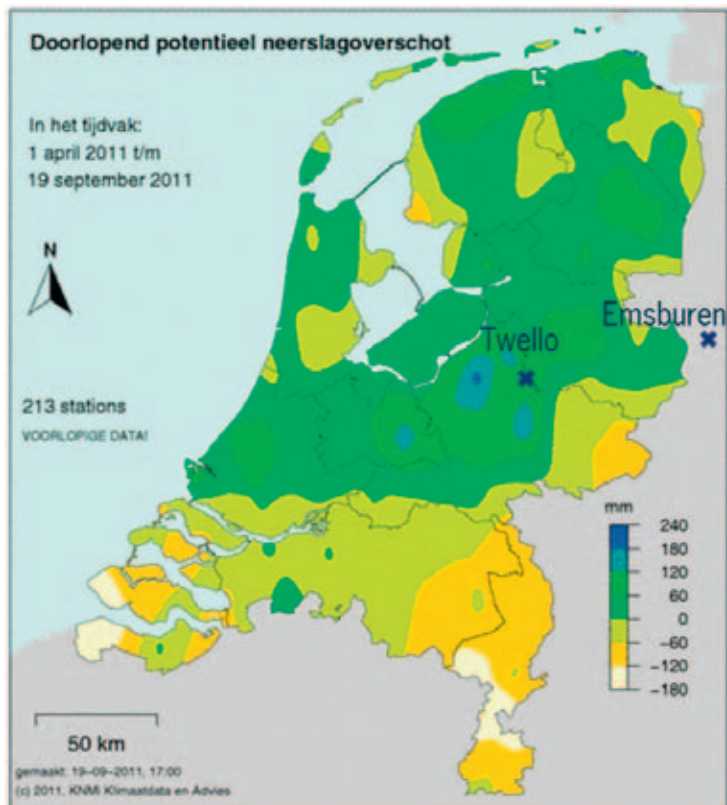 Doorlopend potentieel neerslagoverschot
In het tijdvak:
1 april 2011 t/m
19 september 2011
N
Emsburen
Twello
213 stations
VOORLOPIGE DATA!
mm
240
180
120
60
0
-60
-120
-180
50 km
gemaakt: 19-09-2011, 17:00
(c) 2011, KNMI Klimaatdata en Advies